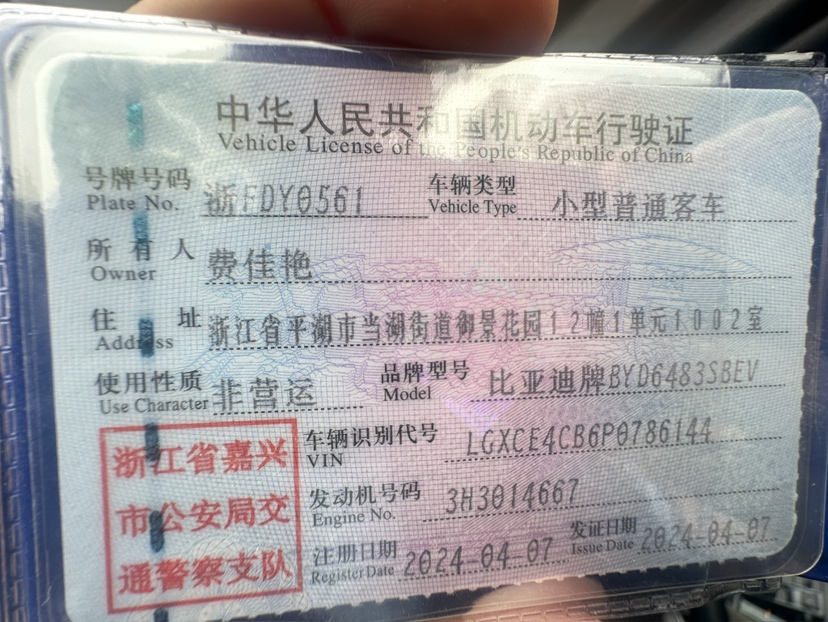 中华人民共和国机动车行驶证
Vehicle License of the People's Republic of China
号牌号码 浙FDY0561 车辆类型 小型普通客车
Plate No. Vehicle Type
所有人 费佳艳
Owner
住址 浙江省平湖市当湖街道御景花园12幢1单元1002室
Address
使用性质 非营运 品牌型号 比亚迪牌BYD6483SBEV
Use Character Model
浙江省嘉兴
市公安局交
通警察支队
车辆识别代号 LGXCE4CB6P0786144
VIN
发动机号码 3H3014667
Engine No.
注册日期 2024-04-07 发证日期 2024-04-07
Register Date Issue Date